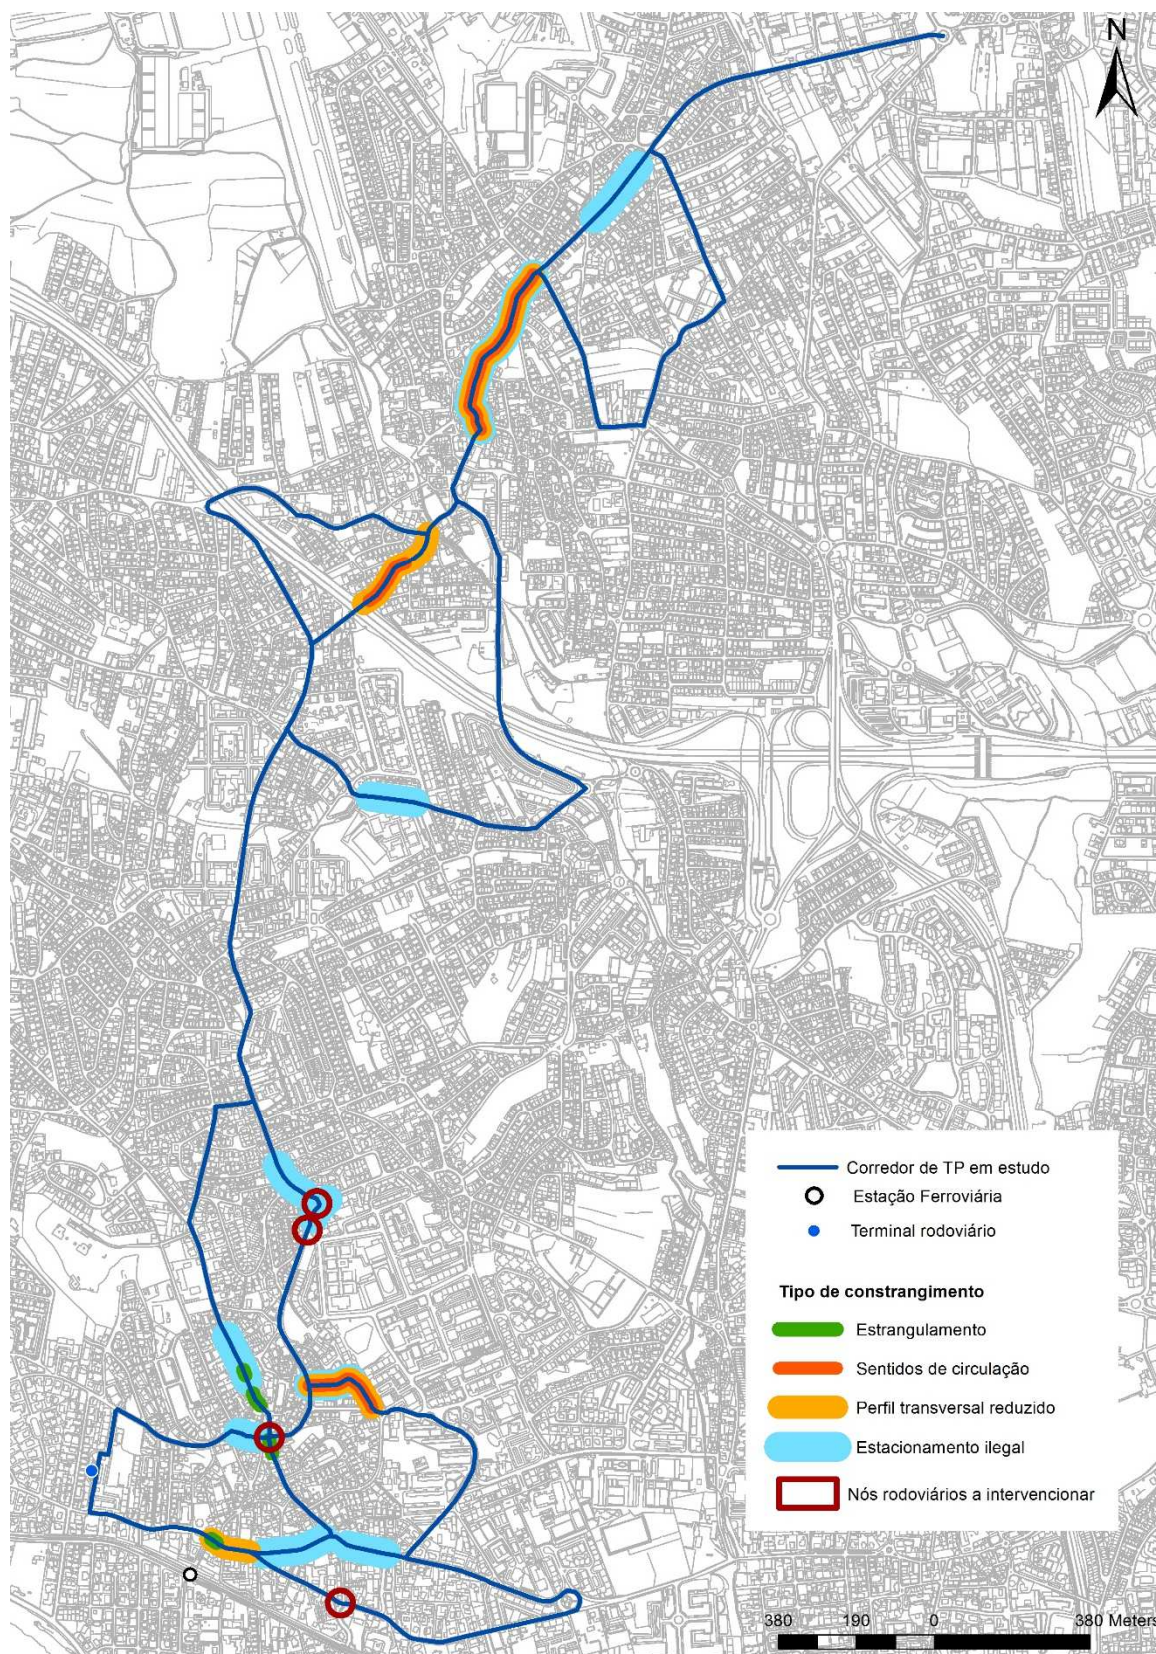 N
Corredor de TP em estudo
Estação Ferroviária
Terminal rodoviário
Tipo de constrangimento
Estrangulamento
Sentidos de circulação
Perfil transversal reduzido
Estacionamento ilegal
Nós rodoviários a intervencionar
380 190 0 380 Meters